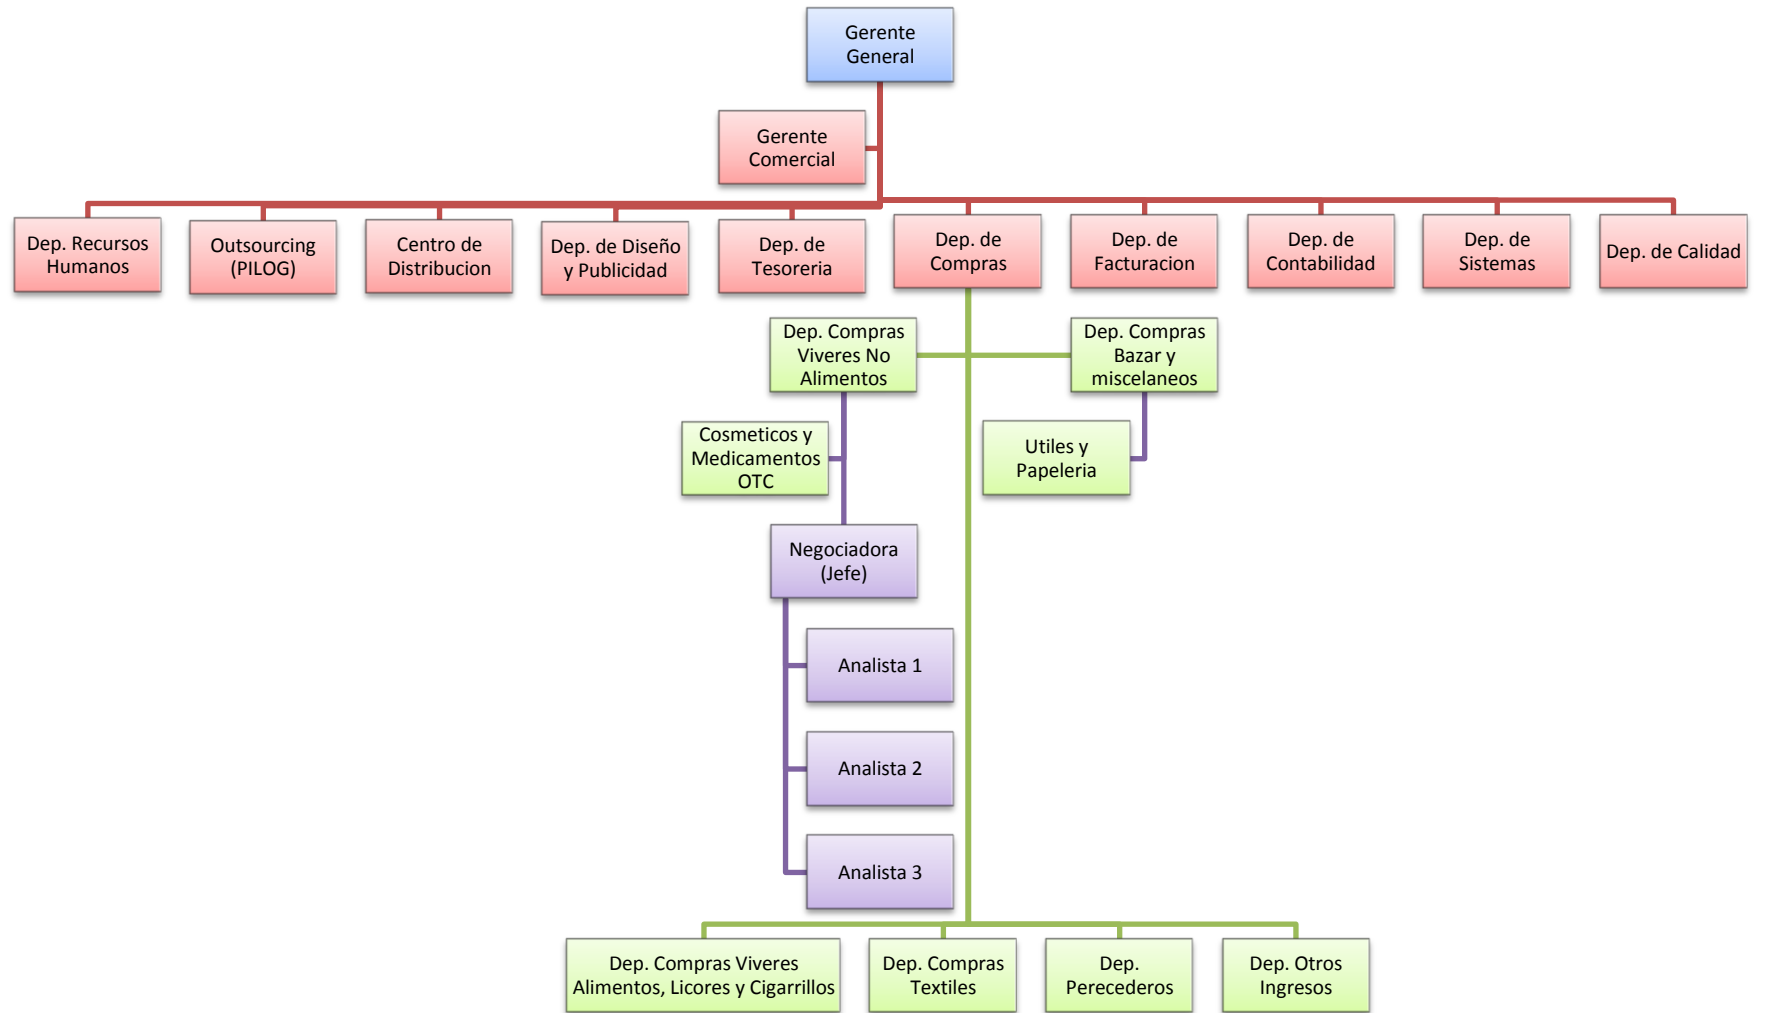 Gerente
General
Gerente
Comercial
Dep. Recursos
Humanos
Outsourcing
(PILOG)
Centro de
Distribucion
Dep. de Diseño
y Publicidad
Dep. de
Tesoreria
Dep. de
Compras
Dep. de
Facturacion
Dep. de
Contabilidad
Dep. de
Sistemas
Dep. de Calidad
Dep. Compras
Viveres No
Alimentos
Dep. Compras
Bazar y
miscelaneos
Cosmeticos y
Medicamentos
OTC
Utiles y
Papeleria
Negociadora
(Jefe)
Analista 1
Analista 2
Analista 3
Dep. Compras Viveres
Alimentos, Licores y Cigarrillos
Dep. Compras
Textiles
Dep.
Perecederos
Dep. Otros
Ingresos